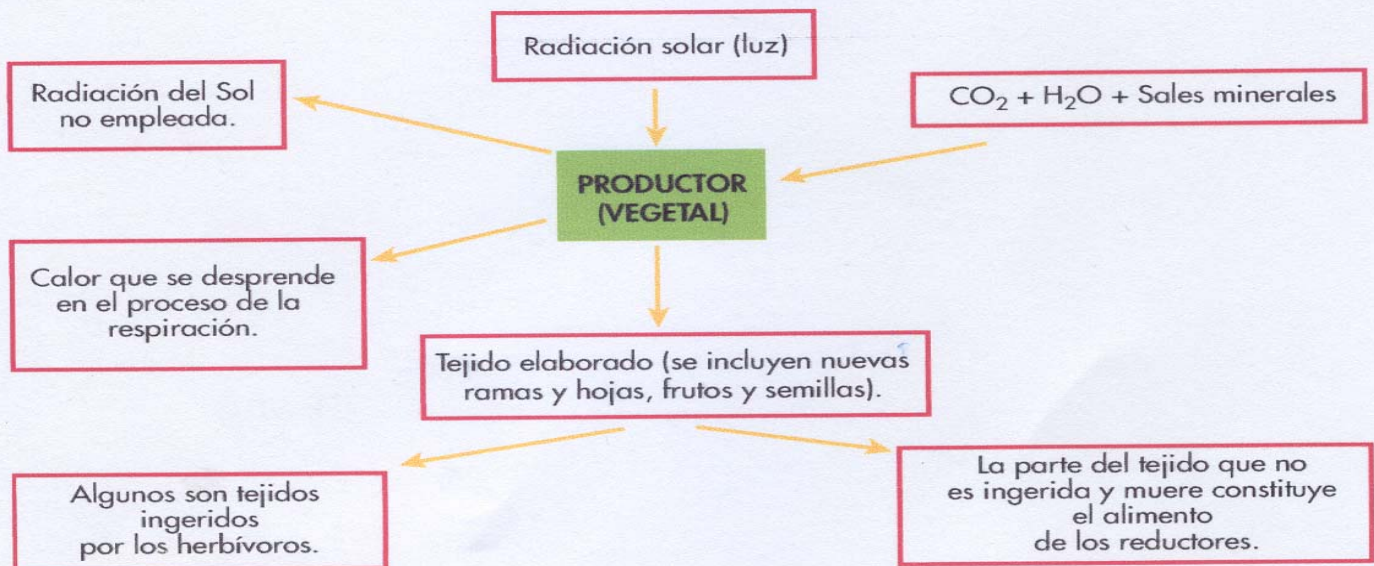 Radiación solar (luz)
Radiación del Sol
no empleada.
CO₂ + H₂O + Sales minerales
PRODUCTOR
(VEGETAL)
Calor que se desprende
en el proceso de la
respiración.
Tejido elaborado (se incluyen nuevas
ramas y hojas, frutos y semillas).
Algunos son tejidos
ingeridos
por los herbívoros.
La parte del tejido que no
es ingerida y muere constituye
el alimento
de los reductores.